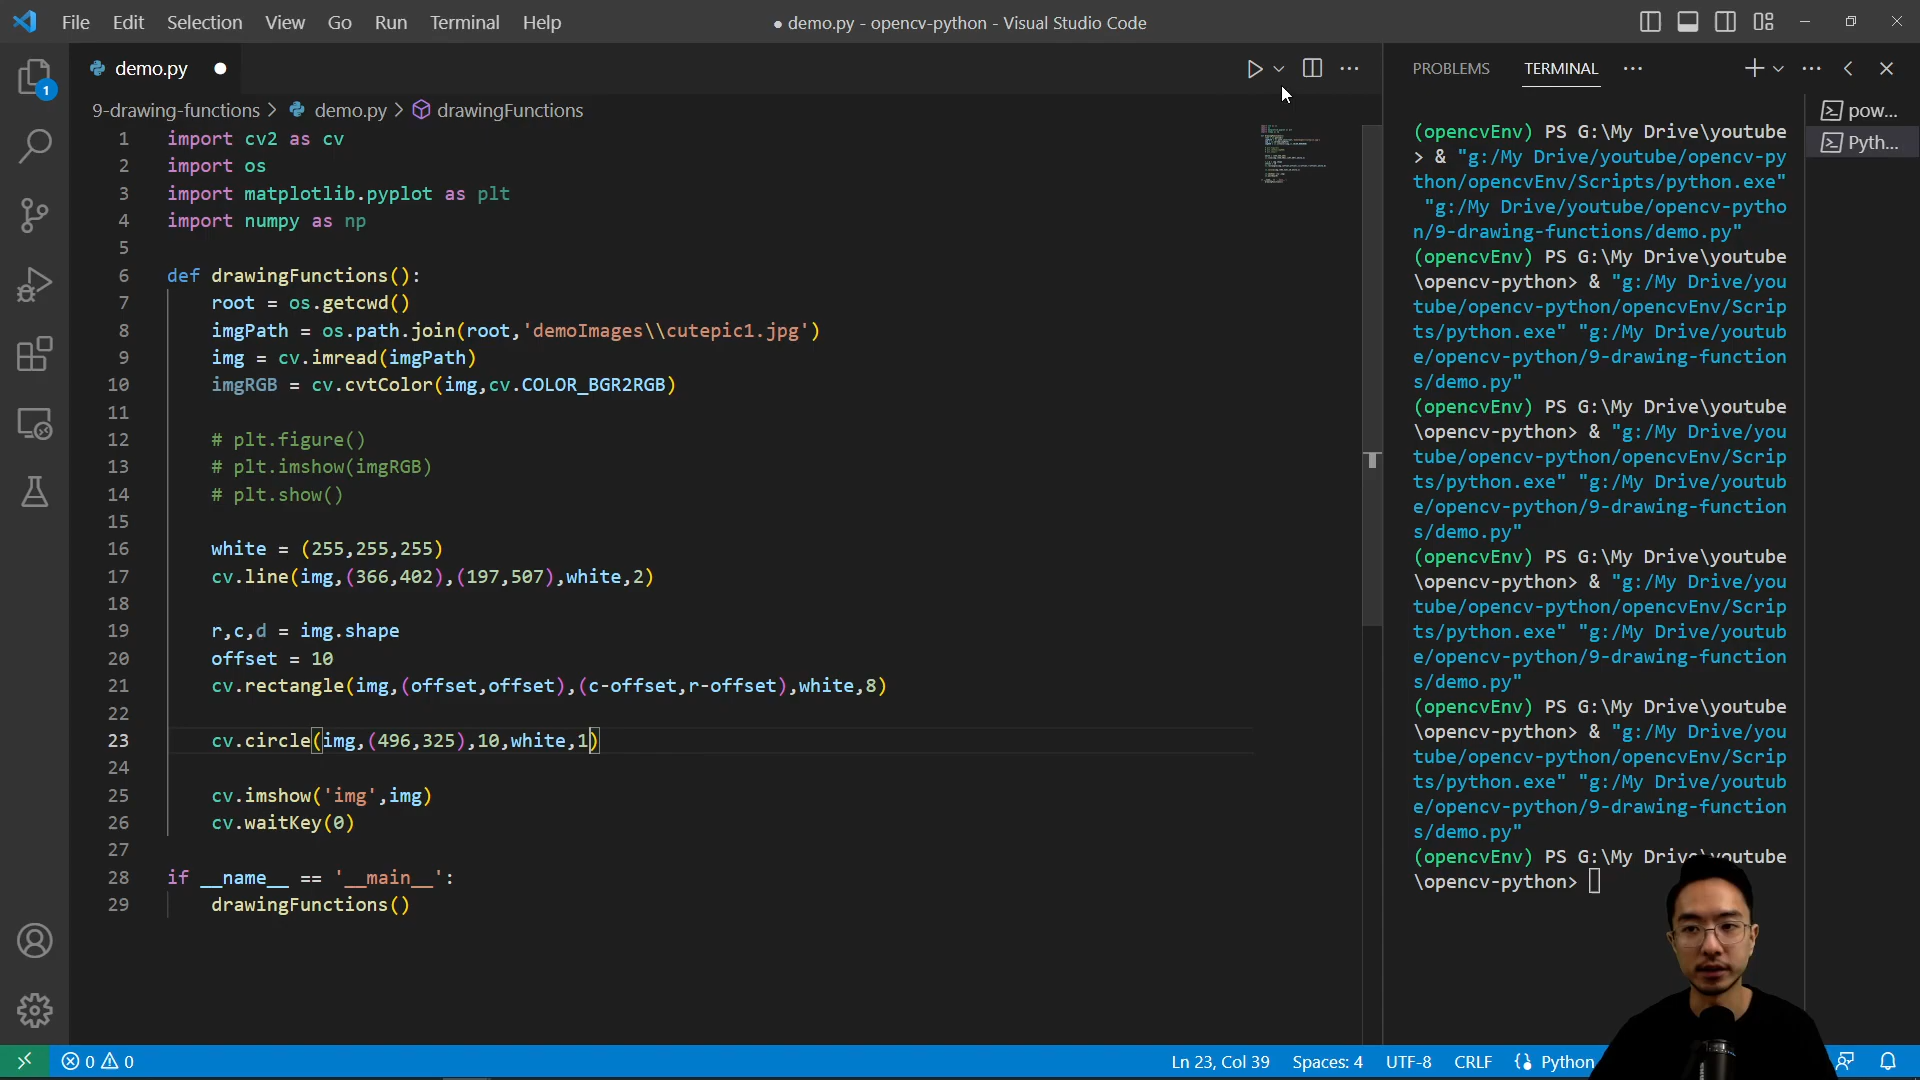 File Edit Selection View Go Run Terminal Help
● demo.py - opencv-python - Visual Studio Code
demo.py ●
9-drawing-functions > demo.py > drawingFunctions
1 import cv2 as cv
2 import os
3 import matplotlib.pyplot as plt
4 import numpy as np
5
6 def drawingFunctions():
7 root = os.getcwd()
8 imgPath = os.path.join(root,'demoImages\\cutepic1.jpg')
9 img = cv.imread(imgPath)
10 imgRGB = cv.cvtColor(img,cv.COLOR_BGR2RGB)
11
12 # plt.figure()
13 # plt.imshow(imgRGB)
14 # plt.show()
15
16 white = (255,255,255)
17 cv.line(img,(366,402),(197,507),white,2)
18
19 r,c,d = img.shape
20 offset = 10
21 cv.rectangle(img,(offset,offset),(c-offset,r-offset),white,8)
22
23 cv.circle(img,(496,325),10,white,1)
24
25 cv.imshow('img',img)
26 cv.waitKey(0)
27
28 if __name__ == '__main__':
29 drawingFunctions()
PROBLEMS TERMINAL ···
(opencvEnv) PS G:\My Drive/youtube
> & "g:/My Drive/youtube/opencv-py
thon/opencvEnv/Scripts/python.exe"
"g:/My Drive/youtube/opencv-pytho
n/9-drawing-functions/demo.py"
(opencvEnv) PS G:\My Drive\youtube
\opencv-python> & "g:/My Drive/you
tube/opencv-python/opencvEnv/Scrip
ts/python.exe" "g:/My Drive/youtub
e/opencv-python/9-drawing-function
s/demo.py"
(opencvEnv) PS G:\My Drive\youtube
\opencv-python> & "g:/My Drive/you
tube/opencv-python/opencvEnv/Scrip
ts/python.exe" "g:/My Drive/youtub
e/opencv-python/9-drawing-function
s/demo.py"
(opencvEnv) PS G:\My Drive\youtube
\opencv-python> & "g:/My Drive/you
tube/opencv-python/opencvEnv/Scrip
ts/python.exe" "g:/My Drive/youtub
e/opencv-python/9-drawing-function
s/demo.py"
(opencvEnv) PS G:\My Drive\youtube
\opencv-python> & "g:/My Drive/you
tube/opencv-python/opencvEnv/Scrip
ts/python.exe" "g:/My Drive/youtub
e/opencv-python/9-drawing-function
s/demo.py"
(opencvEnv) PS G:\My Drive\youtube
\opencv-python>
pow...
Pyth...
1
0 0
Ln 23, Col 39 Spaces: 4 UTF-8 CRLF Python